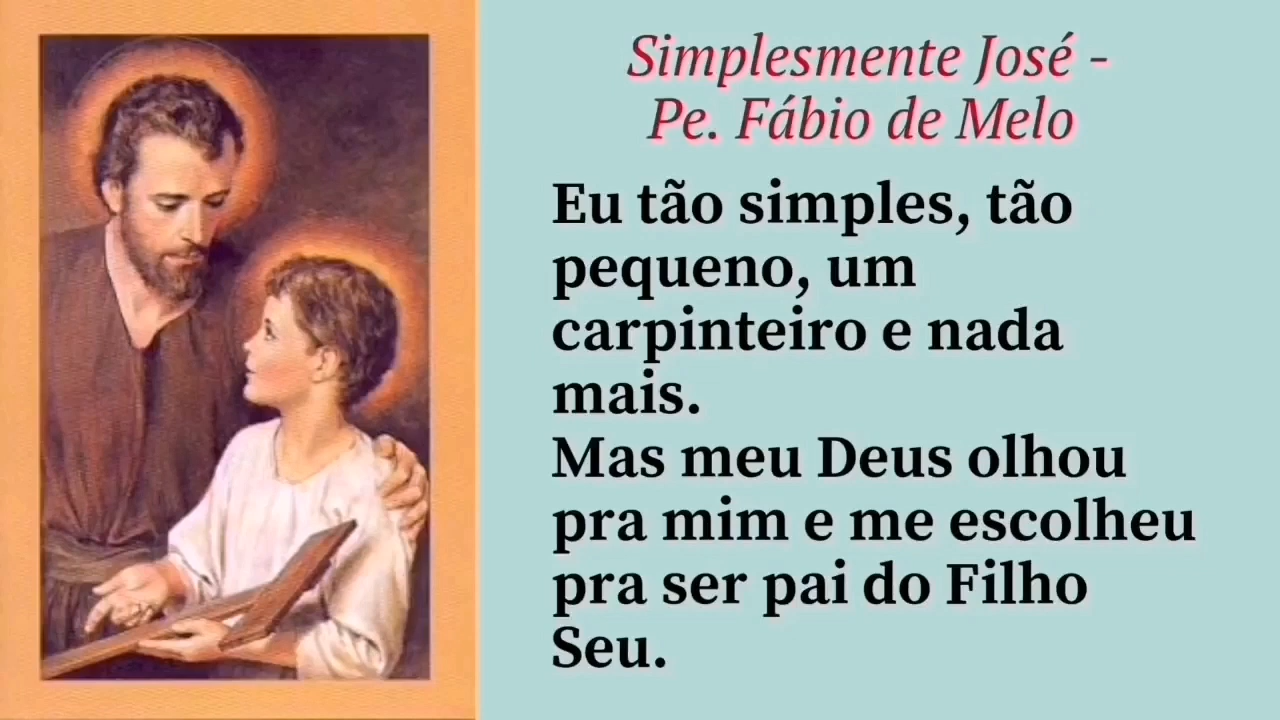 Simplesmente José -
Pe. Fábio de Melo
Eu tão simples, tão
pequeno, um
carpinteiro e nada
mais.
Mas meu Deus olhou
pra mim e me escolheu
pra ser pai do Filho
Seu.